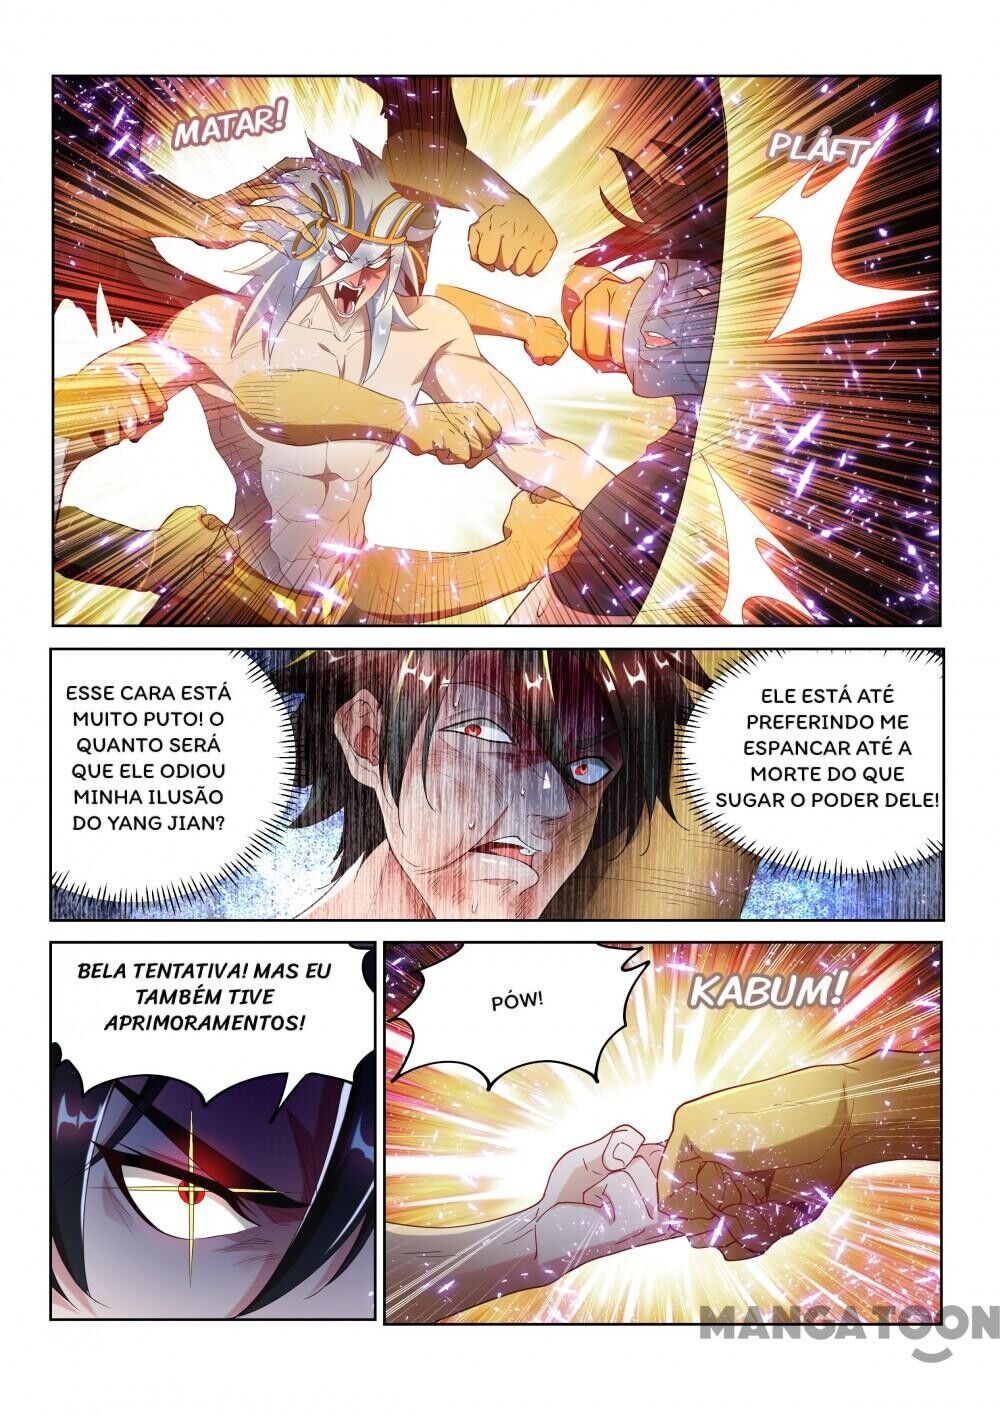 MATAR!
PLÁFT
ESSE CARA ESTÁ
MUITO PUTO! O
QUANTO SERÁ
QUE ELE ODIOU
MINHA ILUSÃO
DO YANG JIAN?
ELE ESTÁ ATÉ
PREFERINDO ME
ESPANCAR ATÉ A
MORTE DO QUE
SUGAR O PODER DELE!
BELA TENTATIVA! MAS EU
TAMBÉM TIVE
APRIMORAMENTOS!
PÓW!
KABUM!
MANGATOON